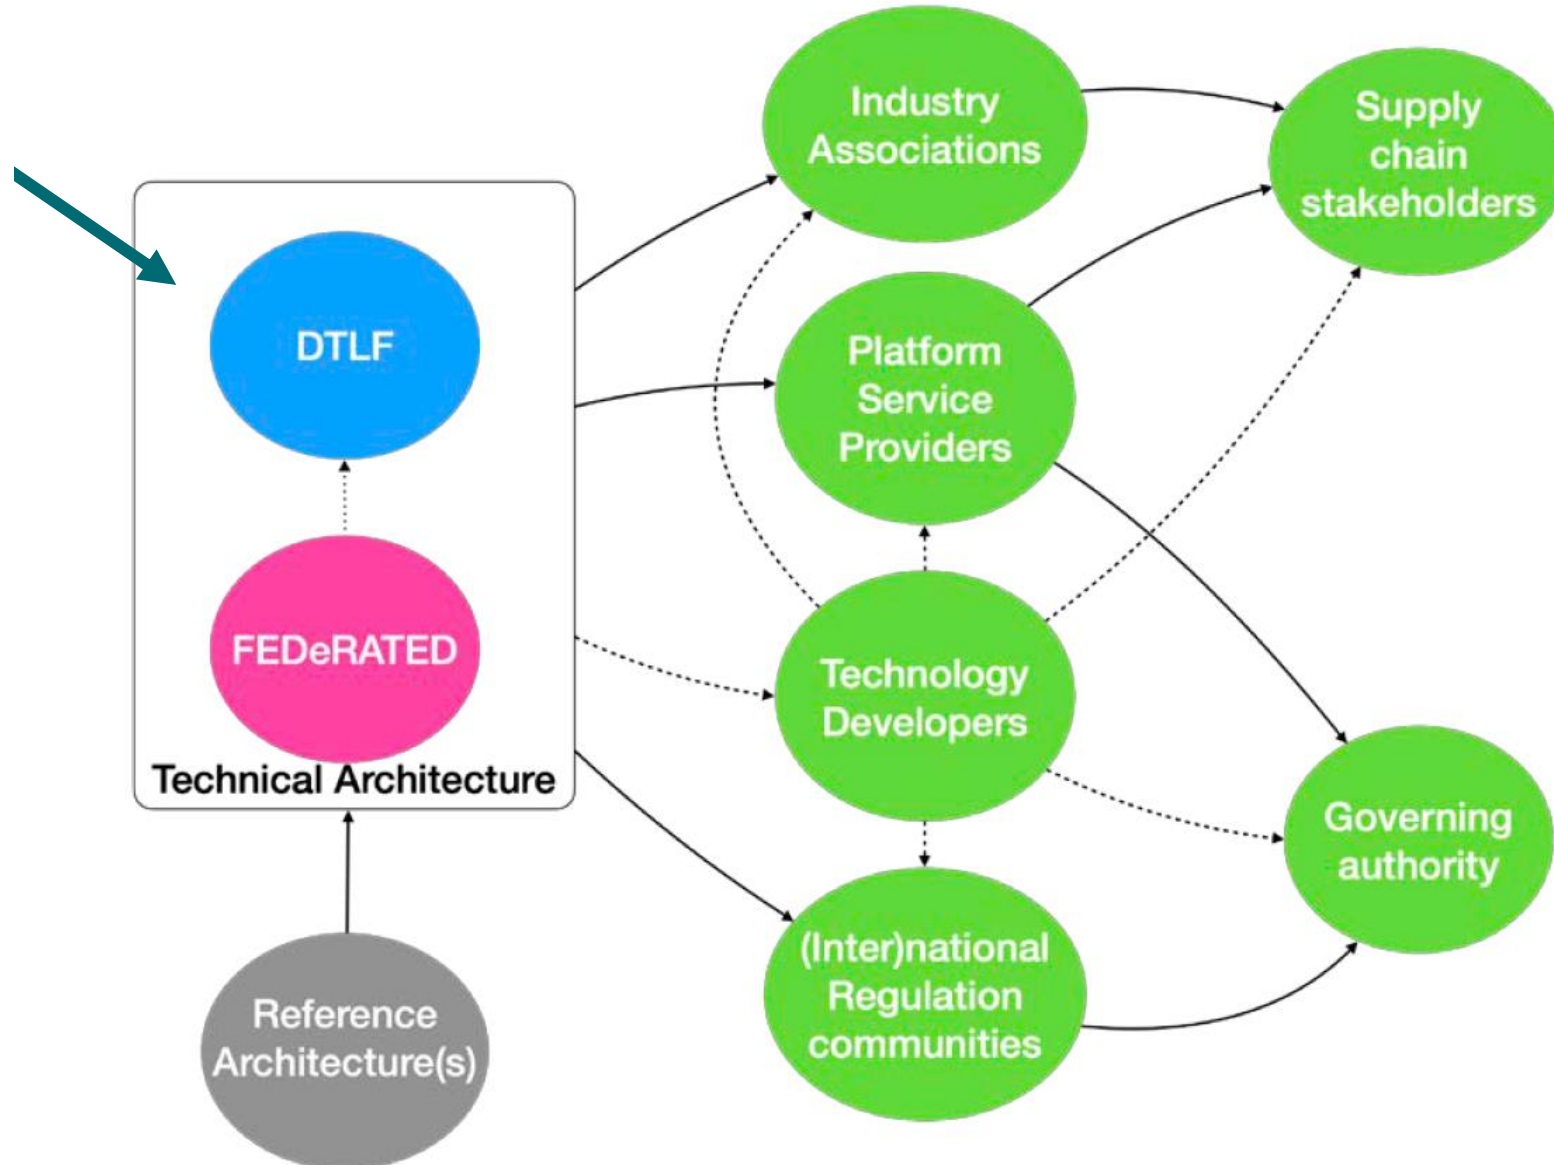 Industry
Associations
Supply
chain
stakeholders
DTLF
Platform
Service
Providers
FEDeRATED
Technical Architecture
Technology
Developers
Governing
authority
(Inter)national
Regulation
communities
Reference
Architecture(s)